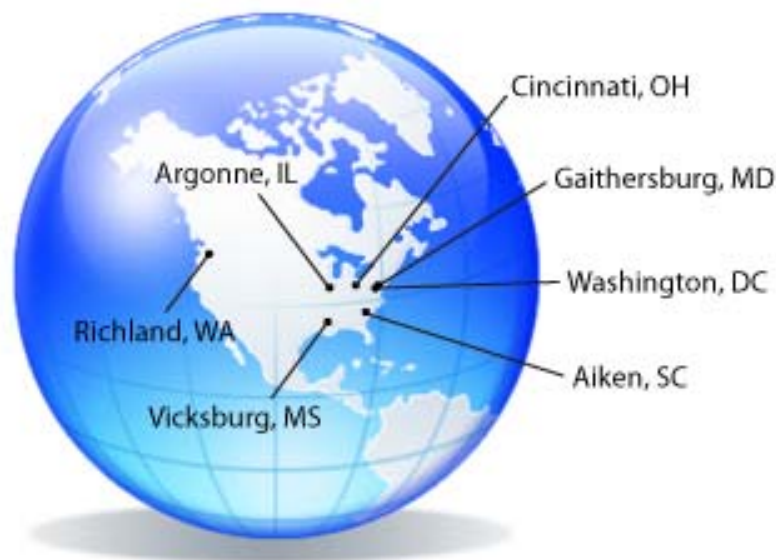 Cincinnati, OH
Argonne, IL
Gaithersburg, MD
Washington, DC
Richland, WA
Aiken, SC
Vicksburg, MS